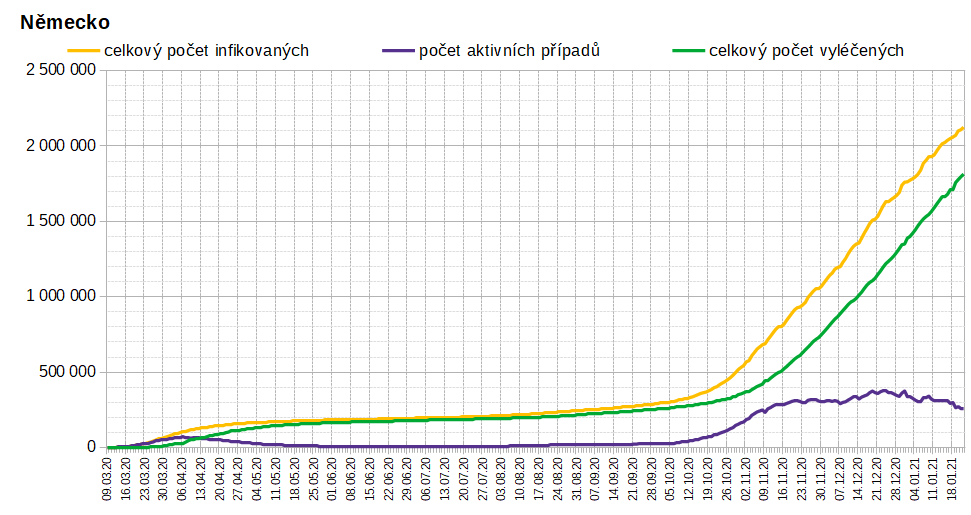 Německo
celkový počet infikovaných počet aktivních případů celkový počet vyléčených
2 500 000
2 000 000
1 500 000
1 000 000
500 000
0
09.03.20 16.03.20 23.03.20 30.03.20 06.04.20 13.04.20 20.04.20 27.04.20 04.05.20 11.05.20 18.05.20 25.05.20 01.06.20 08.06.20 15.06.20 22.06.20 29.06.20 06.07.20 13.07.20 20.07.20 27.07.20 03.08.20 10.08.20 17.08.20 24.08.20 31.08.20 07.09.20 14.09.20 21.09.20 28.09.20 05.10.20 12.10.20 19.10.20 26.10.20 02.11.20 09.11.20 16.11.20 23.11.20 30.11.20 07.12.20 14.12.20 21.12.20 28.12.20 04.01.21 11.01.21 18.01.21